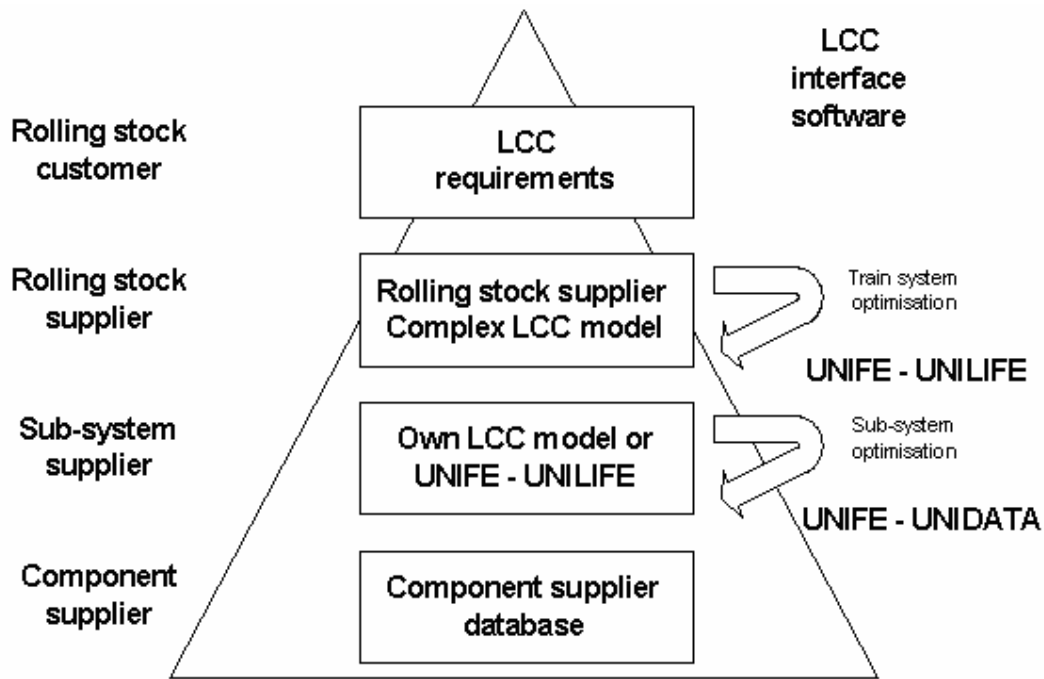 LCC
interface
software
Rolling stock
customer
LCC
requirements
Rolling stock
supplier
Rolling stock supplier
Complex LCC model
Train system
optimisation
UNIFE - UNILIFE
Sub-system
supplier
Own LCC model or
UNIFE - UNILIFE
Sub-system
optimisation
UNIFE - UNIDATA
Component
supplier
Component supplier
database